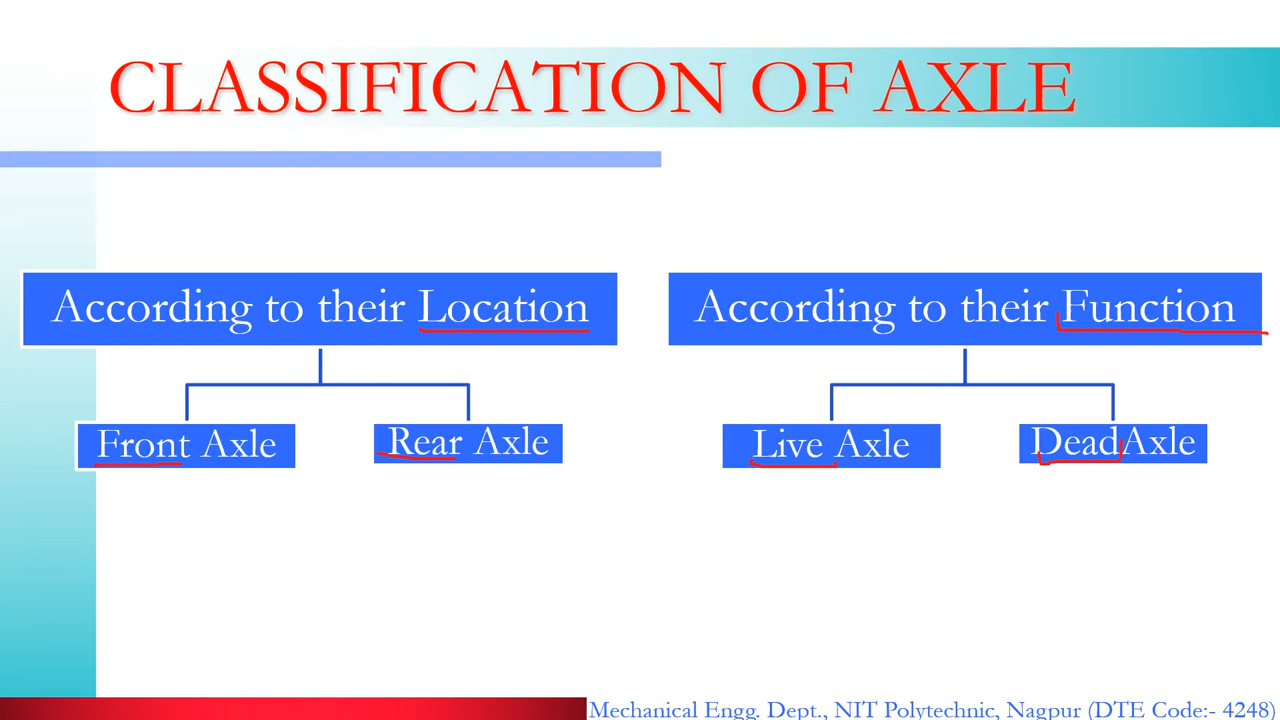 CLASSIFICATION OF AXLE
According to their Location
According to their Function
Front Axle
Rear Axle
Live Axle
Dead Axle
Mechanical Engg. Dept., NIT Polytechnic, Nagpur (DTE Code:- 4248)